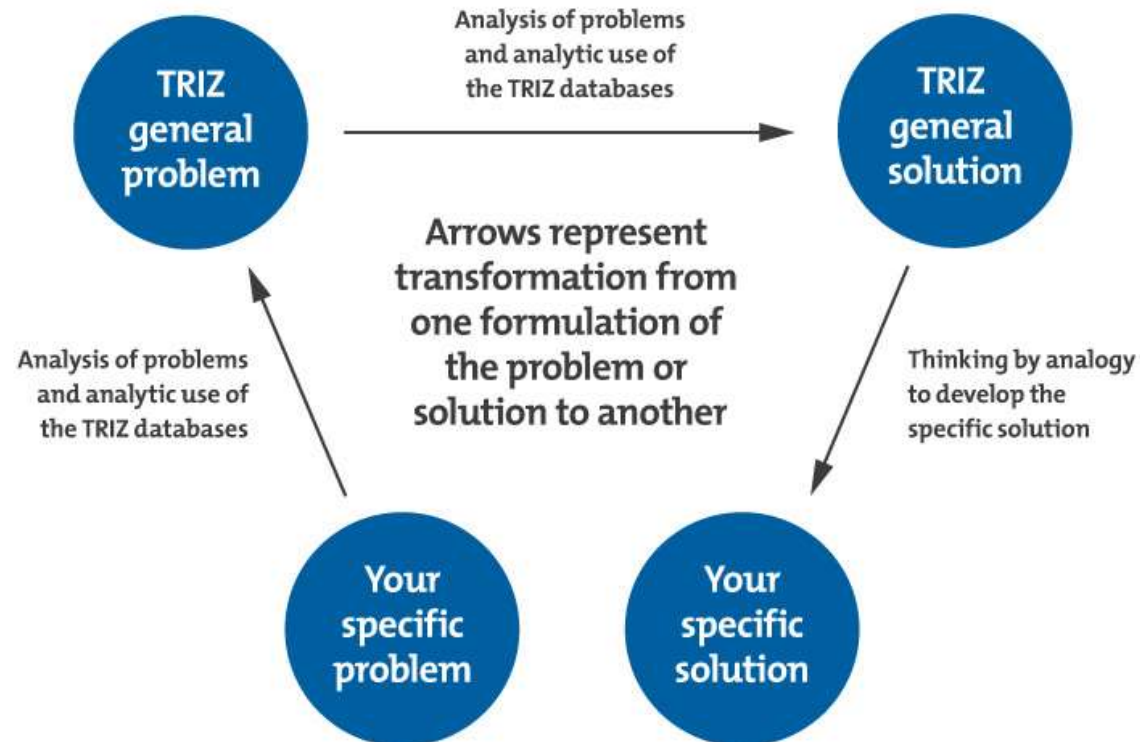 Analysis of problems
and analytic use of
the TRIZ databases
TRIZ
general
problem
TRIZ
general
solution
Arrows represent
transformation from
one formulation of
the problem or
solution to another
Analysis of problems
and analytic use of
the TRIZ databases
Thinking by analogy
to develop the
specific solution
Your
specific
problem
Your
specific
solution